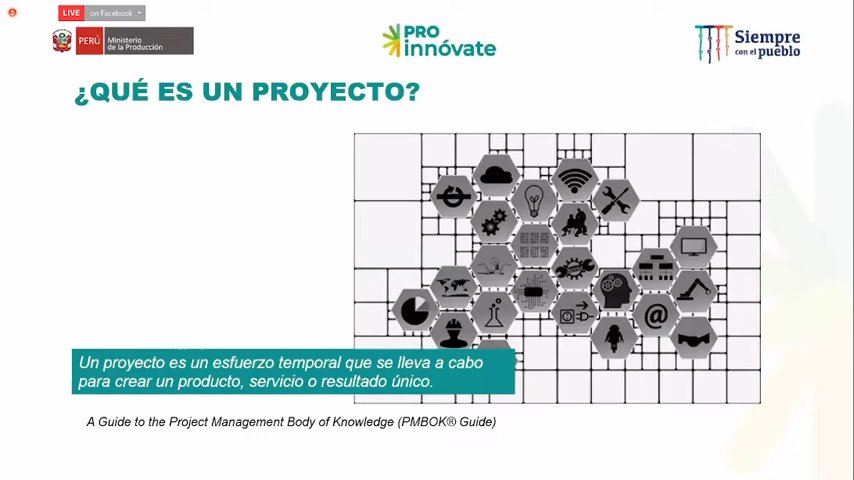 LIVE on Facebook
PERÚ Ministerio
de la Producción
PRO
innóvate
Siempre
con el pueblo
¿QUÉ ES UN PROYECTO?
@
Un proyecto es un esfuerzo temporal que se lleva a cabo
para crear un producto, servicio o resultado único.
A Guide to the Project Management Body of Knowledge (PMBOK® Guide)